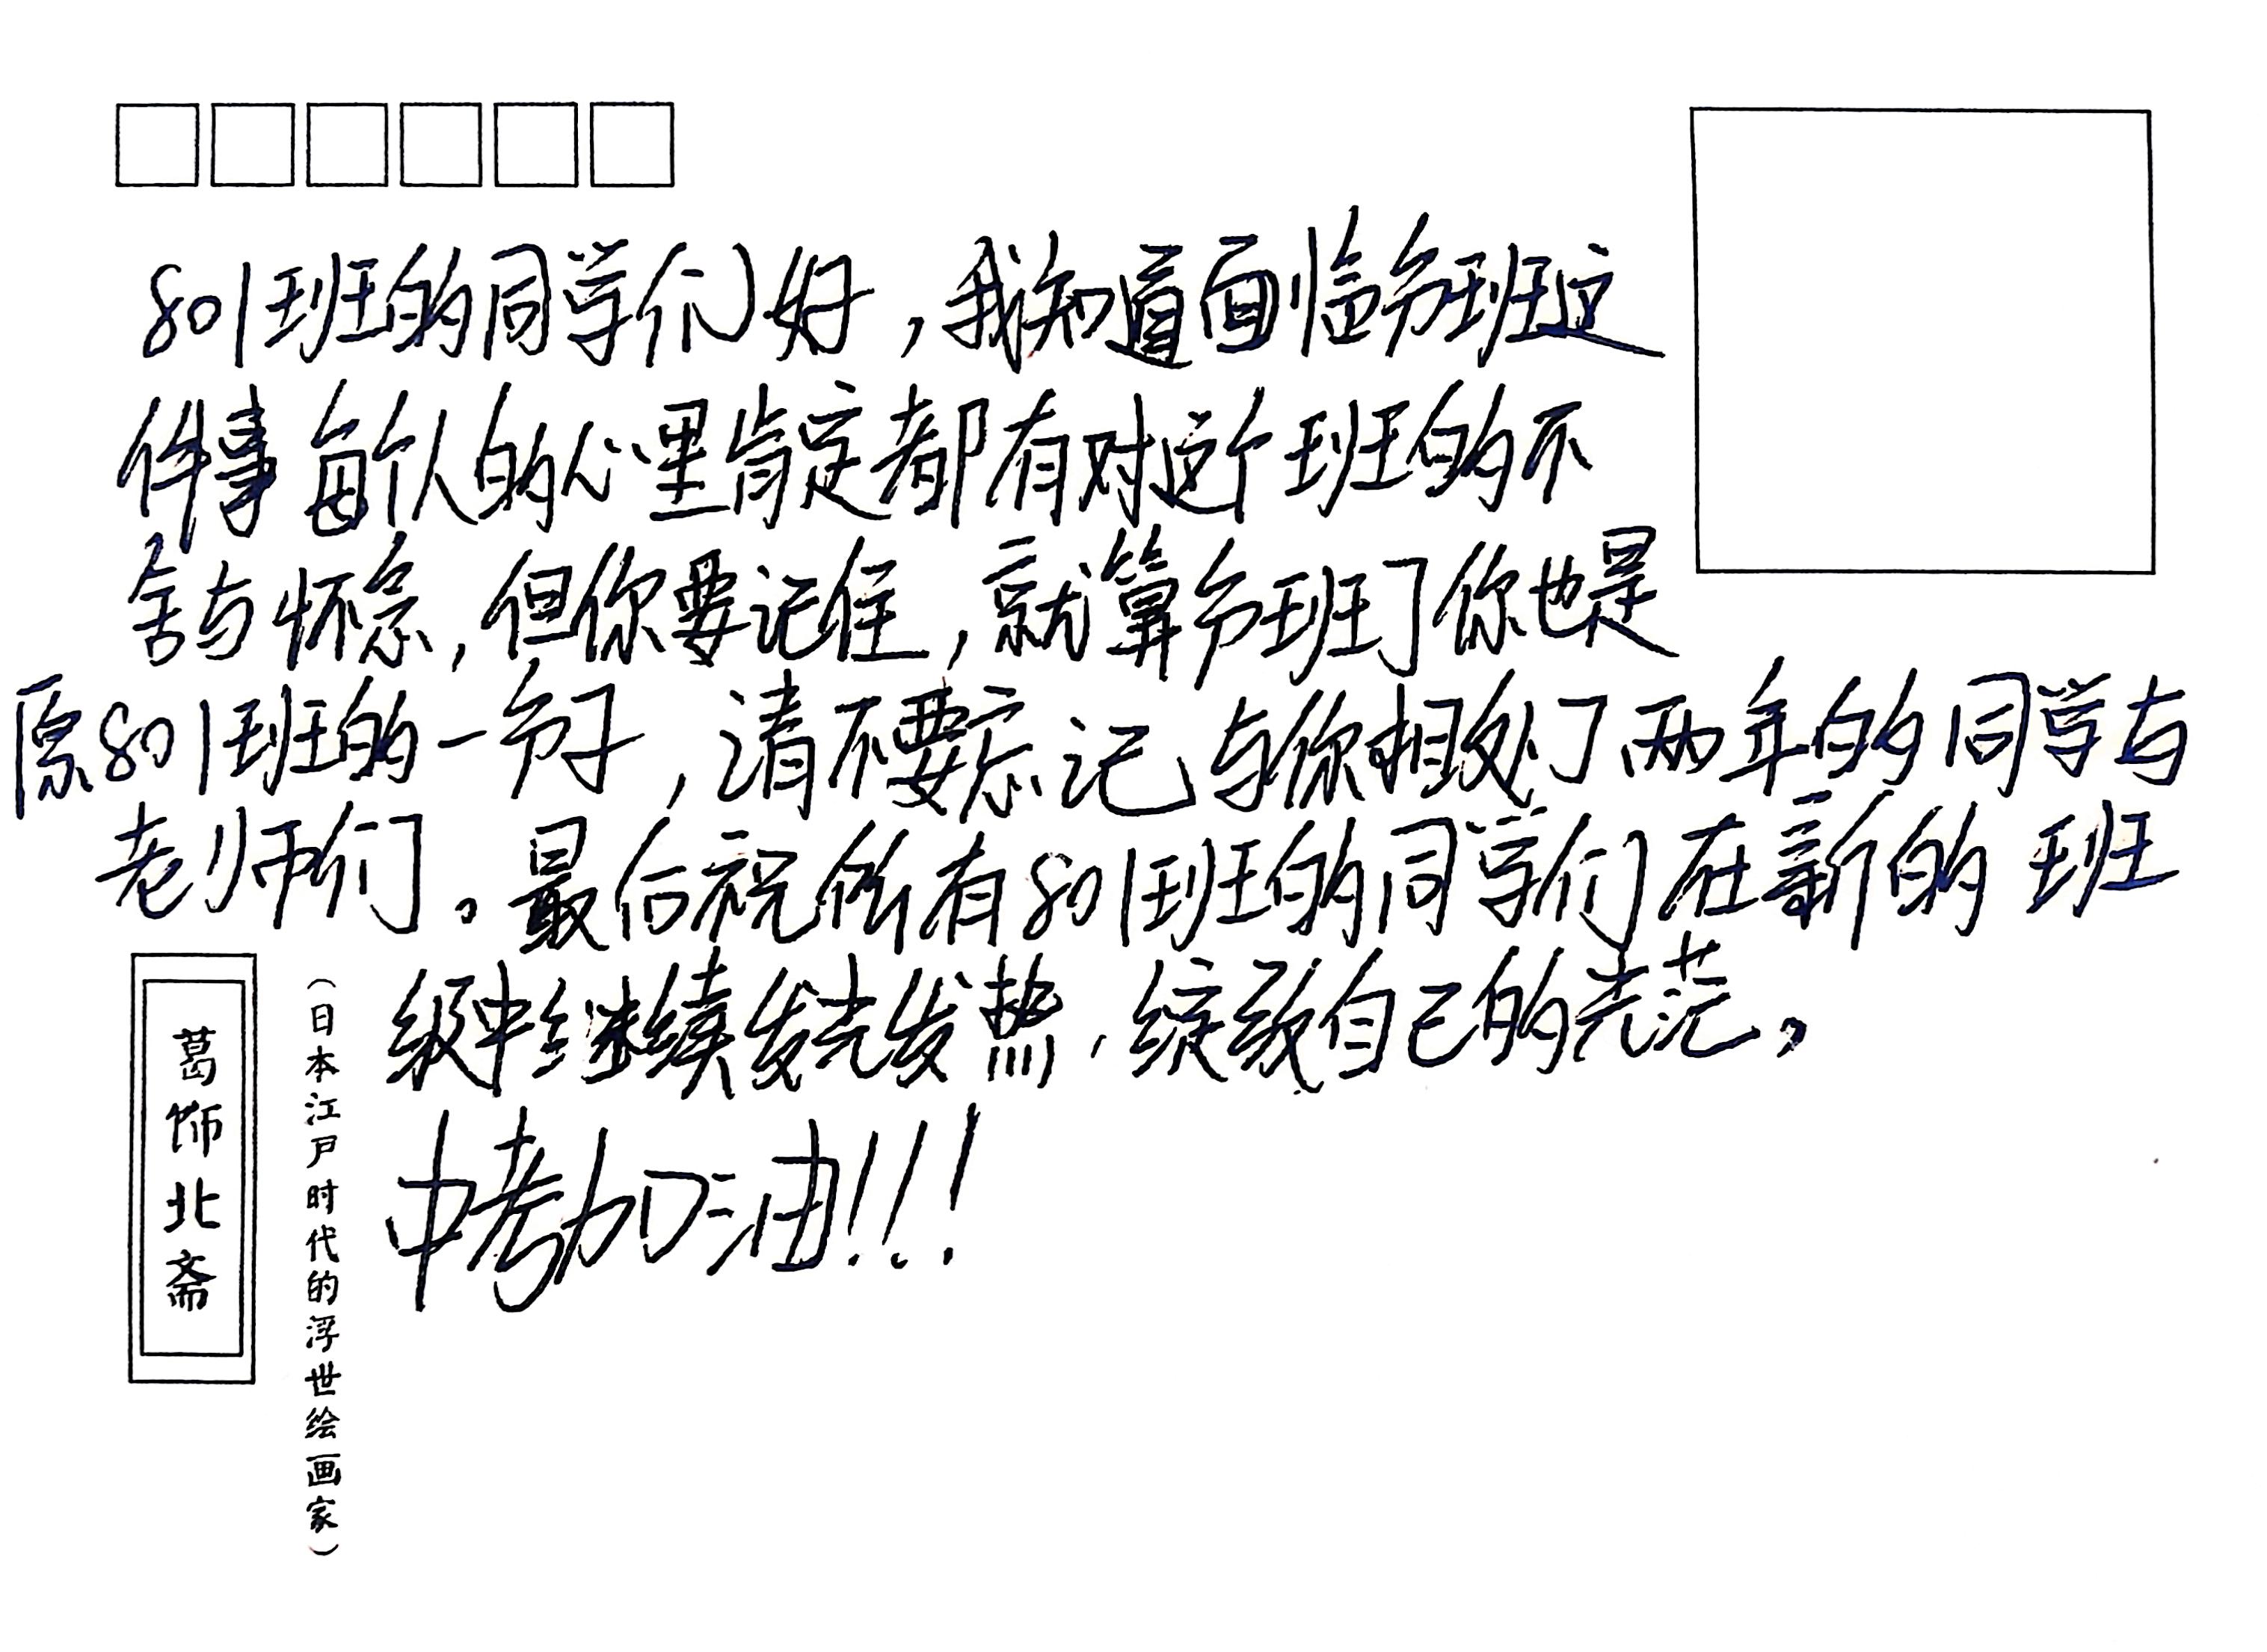 801班的同学们好，我知道面临分班这
件事每个人的心里肯定都有对这个班的不
舍与怀念，但你要记住，就算分班了你也是
原801班的一分子，请不要忘记与你相处了两年的同学与
老师们。最后祝所有801班的同学们在新的班
级中继续发光发热，绽放自己的光芒，
中考加油！！！
葛饰北斋
（日本江户时代的浮世绘画家）